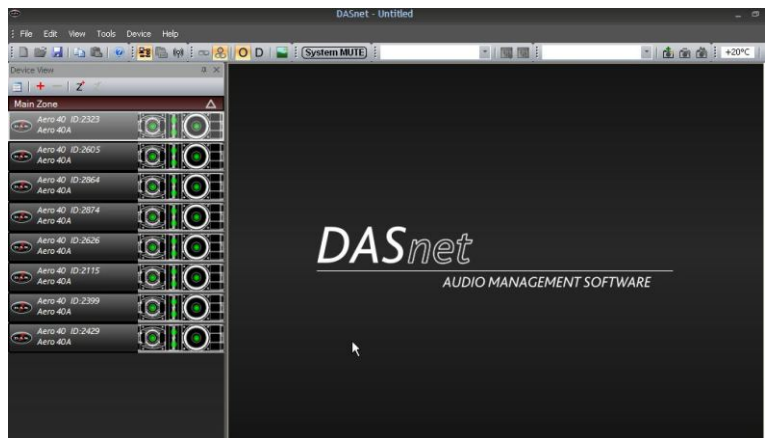 DASnet - Untitled
File Edit View Tools Device Help
O D System MUTE +20°C
Device View
Z
Main Zone
Aero 40 ID:2323
Aero 40A
Aero 40 ID:2605
Aero 40A
Aero 40 ID:2864
Aero 40A
Aero 40 ID:2874
Aero 40A
Aero 40 ID:2626
Aero 40A
Aero 40 ID:2115
Aero 40A
Aero 40 ID:2399
Aero 40A
Aero 40 ID:2429
Aero 40A
DASnet
AUDIO MANAGEMENT SOFTWARE